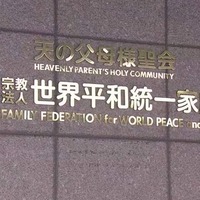 天の父母様聖会
HEAVENLY PARENT'S HOLY COMMUNITY
宗教法人 世界平和統一家
FAMILY FEDERATION for WORLD PEACE and